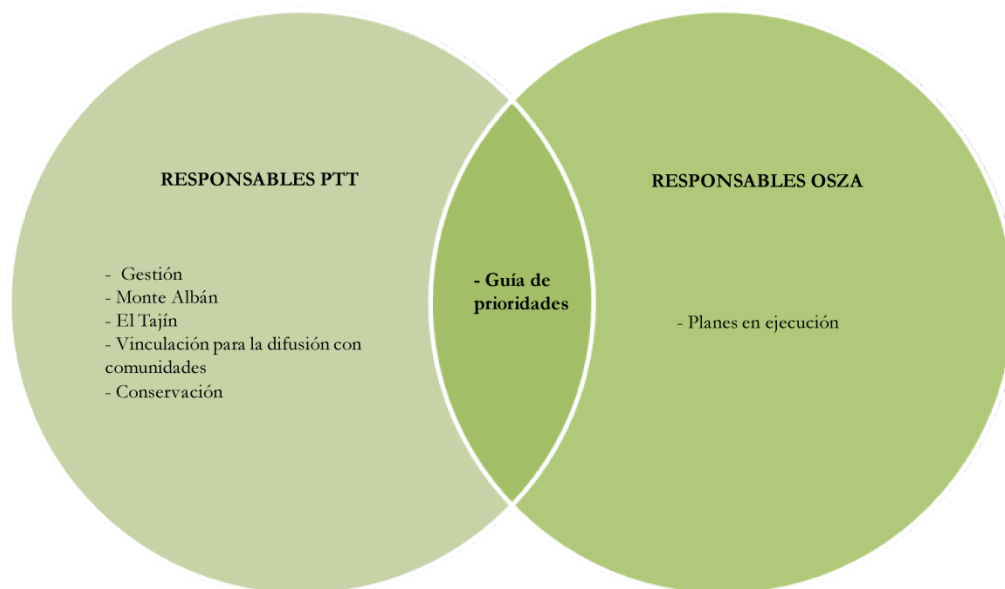 RESPONSABLES PTT
- Gestión
- Monte Albán
- El Tajín
- Vinculación para la difusión con
comunidades
- Conservación
- Guía de
prioridades
RESPONSABLES OSZA
- Planes en ejecución